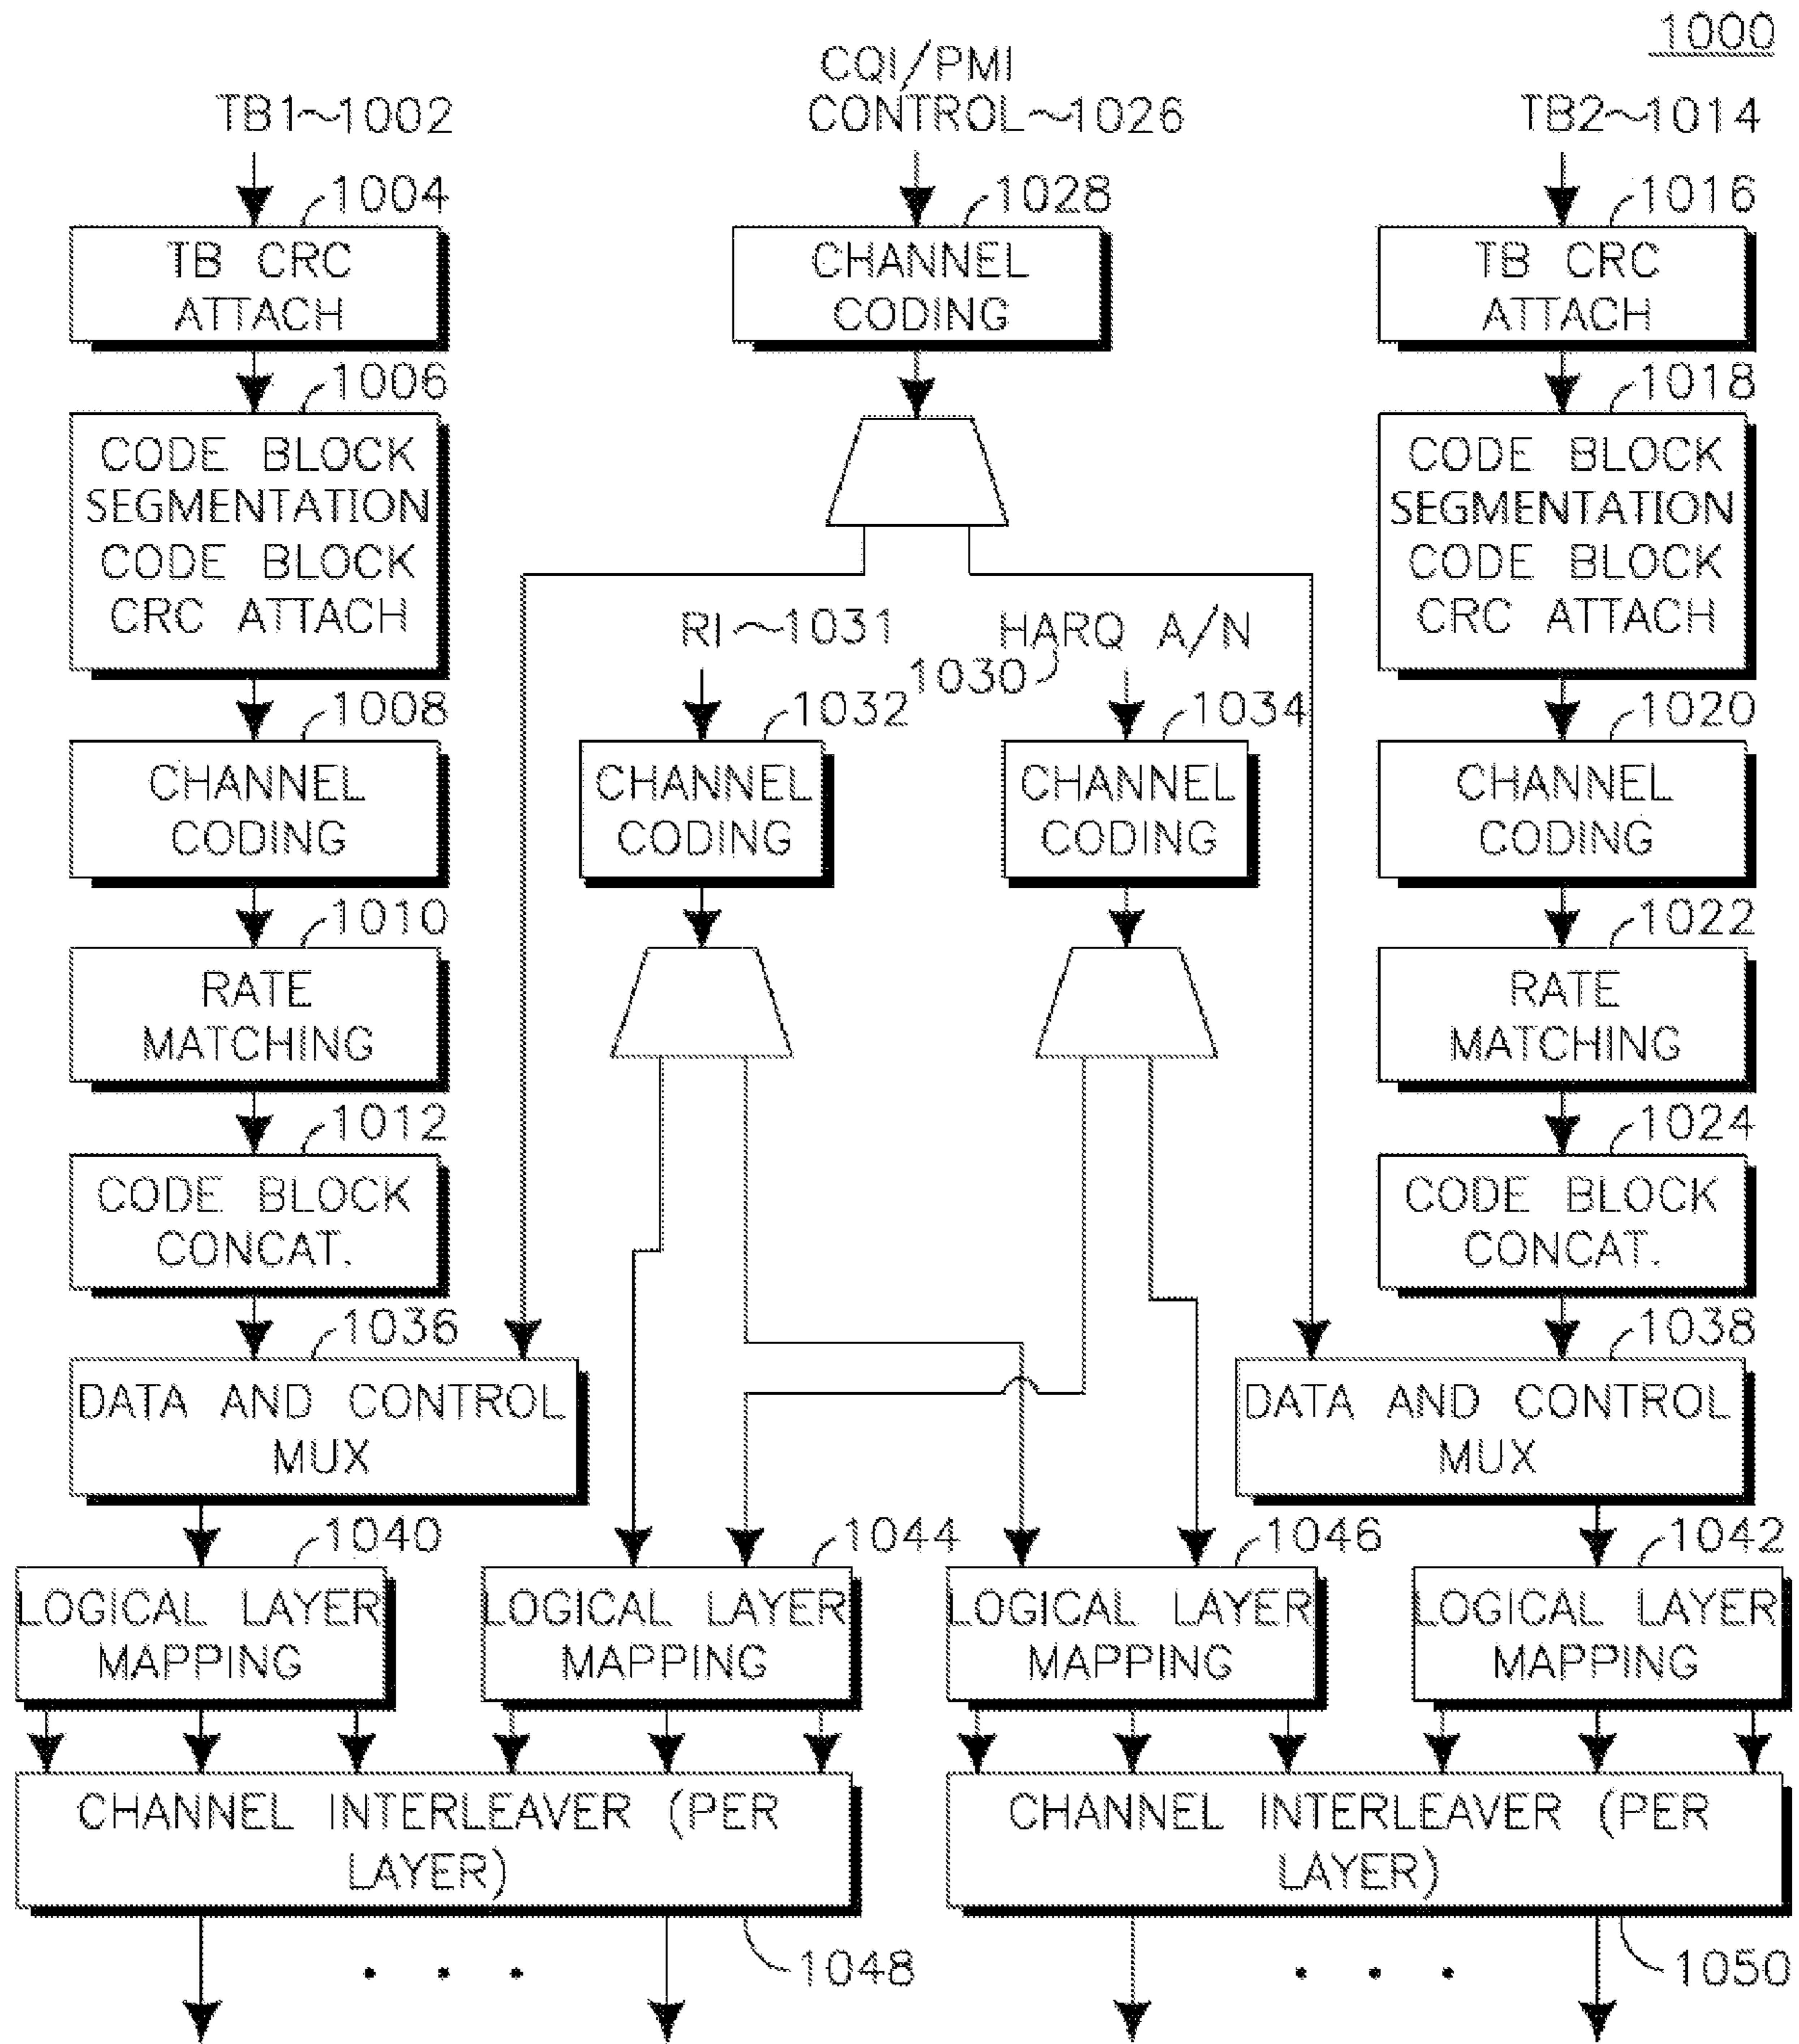 1000
CQI/PMI
TB1~1002
CONTROL~1026
TB2~1014
1004
1028
1016
TB CRC
ATTACH
CHANNEL
CODING
TB CRC
ATTACH
1006
1018
CODE BLOCK
SEGMENTATION
CODE BLOCK
CRC ATTACH
CODE BLOCK
SEGMENTATION
CODE BLOCK
CRC ATTACH
RI~1031
HARQ A/N
1030
1008
1032
1034
1020
CHANNEL
CODING
CHANNEL
CODING
CHANNEL
CODING
CHANNEL
CODING
1010
1022
RATE
MATCHING
RATE
MATCHING
1012
1024
CODE BLOCK
CONCAT.
CODE BLOCK
CONCAT.
1036
1038
DATA AND CONTROL
MUX
DATA AND CONTROL
MUX
1040
1044
1046
1042
LOGICAL LAYER
MAPPING
LOGICAL LAYER
MAPPING
LOGICAL LAYER
MAPPING
LOGICAL LAYER
MAPPING
CHANNEL INTERLEAVER (PER
LAYER)
CHANNEL INTERLEAVER (PER
LAYER)
1048
1050